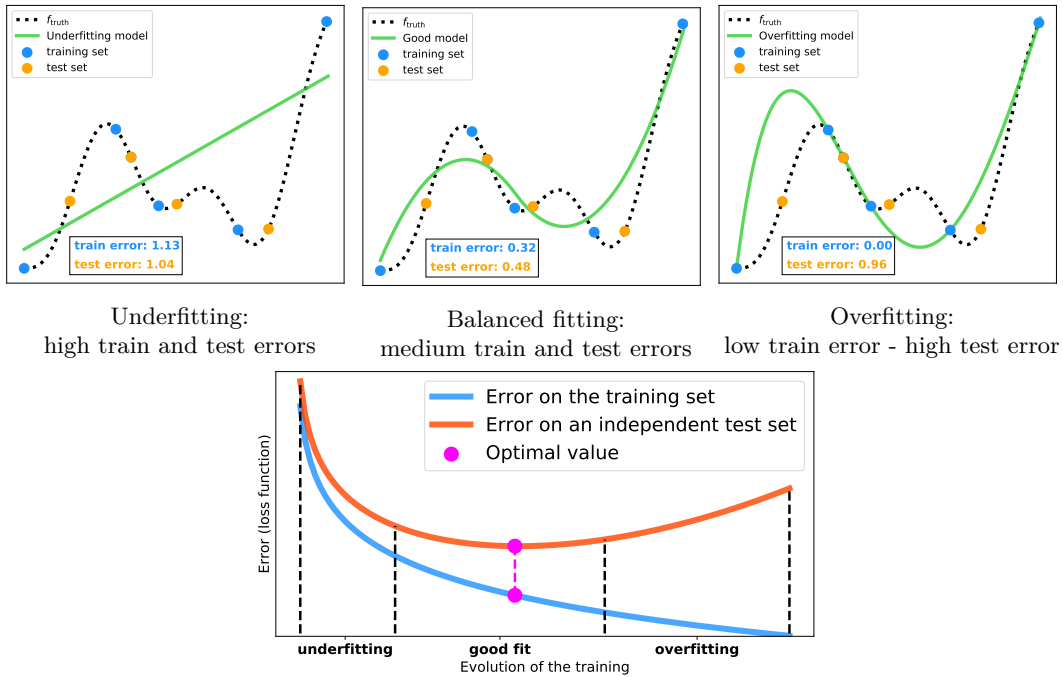 f_truth
Underfitting model
training set
test set
train error: 1.13
test error: 1.04
f_truth
Good model
training set
test set
train error: 0.32
test error: 0.48
f_truth
Overfitting model
training set
test set
train error: 0.00
test error: 0.96
Underfitting:
high train and test errors
Balanced fitting:
medium train and test errors
Overfitting:
low train error - high test error
Error on the training set
Error on an independent test set
Optimal value
Error (loss function)
underfitting
good fit
overfitting
Evolution of the training